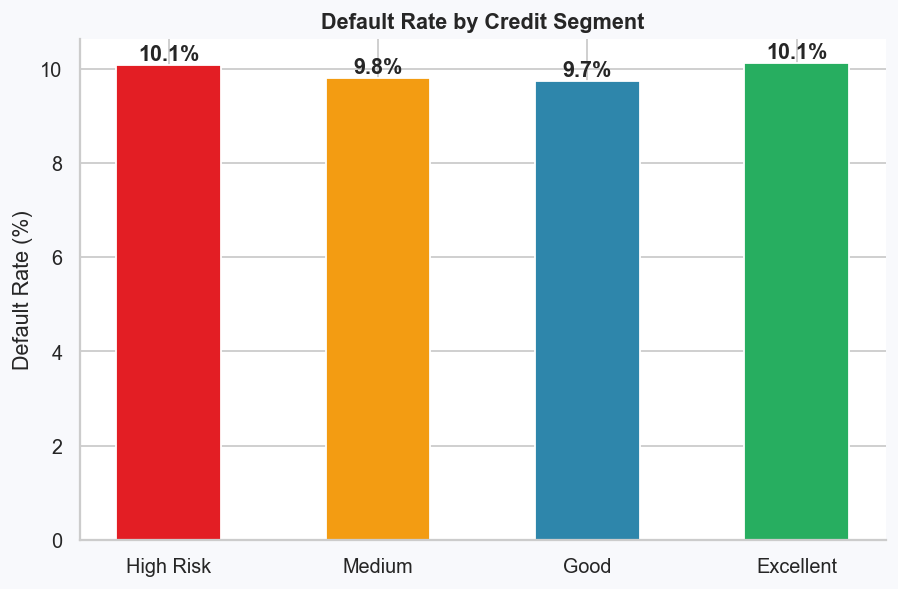 Default Rate by Credit Segment
10.1%
9.8%
9.7%
10.1%
Default Rate (%)
10
8
6
4
2
0
High Risk
Medium
Good
Excellent